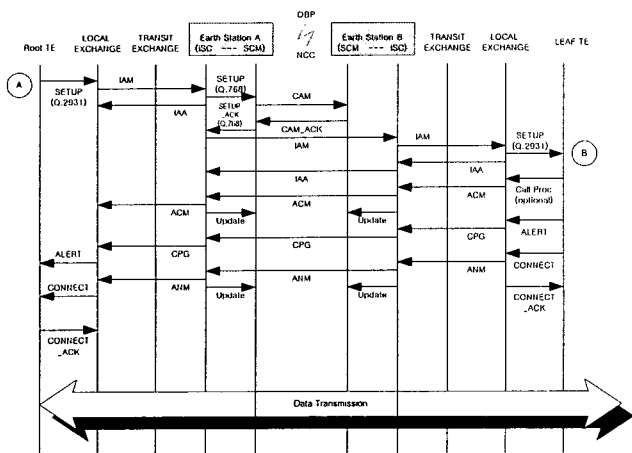 OBP
NCC
Root TE
LOCAL
EXCHANGE
TRANSIT
EXCHANGE
Earth Station A
(ISC ---- SCM)
Earth Station B
(SCM ---- ISC)
TRANSIT
EXCHANGE
LOCAL
EXCHANGE
LEAF TE
A
SETUP
(Q.2931)
IAM
SETUP
(Q.768)
CAM
IAA
SETUP
_ACK
(Q.768)
CAM_ACK
IAM
IAM
SETUP
(Q.2931)
B
IAA
IAA
Call Proc
(optional)
ACM
ACM
ACM
Update
Update
ALERT
CPG
CPG
CPG
ALERT
CONNECT
ANM
ANM
ANM
CONNECT
Update
Update
CONNECT
_ACK
CONNECT
_ACK
Data Transmission